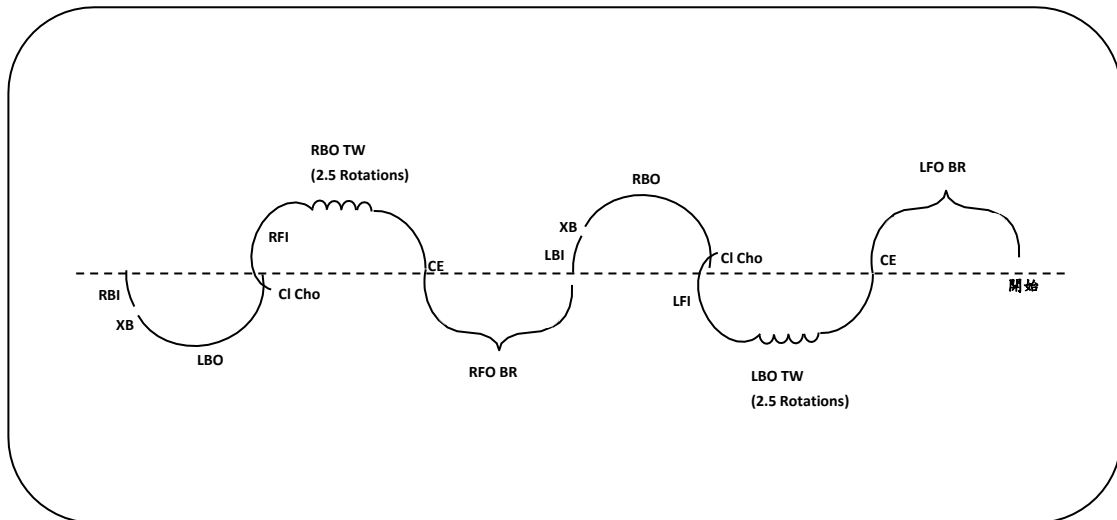 RBO TW
(2.5 Rotations)
RBO
LFO BR
XB
RFI
LBI
Cl Cho
CE
CE
RBI
Cl Cho
LFI
開始
XB
LBO
RFO BR
LBO TW
(2.5 Rotations)